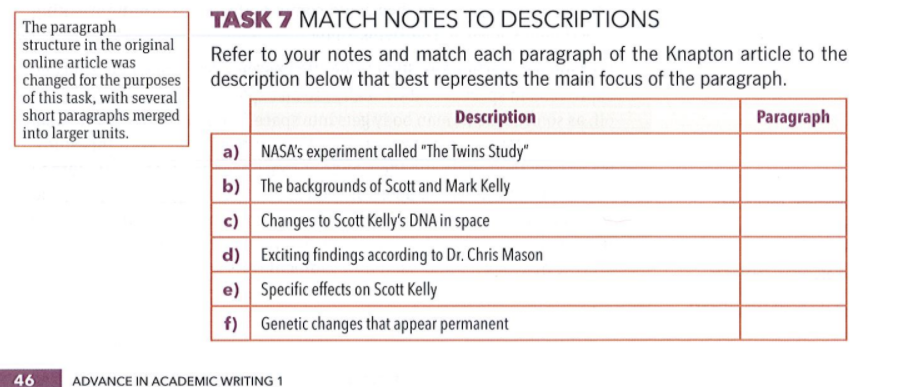 The paragraph
structure in the original
online article was
changed for the purposes
of this task, with several
short paragraphs merged
into larger units.
TASK 7 MATCH NOTES TO DESCRIPTIONS
Refer to your notes and match each paragraph of the Knapton article to the
description below that best represents the main focus of the paragraph.
Description Paragraph
a) NASA's experiment called "The Twins Study"
b) The backgrounds of Scott and Mark Kelly
c) Changes to Scott Kelly's DNA in space
d) Exciting findings according to Dr. Chris Mason
e) Specific effects on Scott Kelly
f) Genetic changes that appear permanent
46 ADVANCE IN ACADEMIC WRITING 1